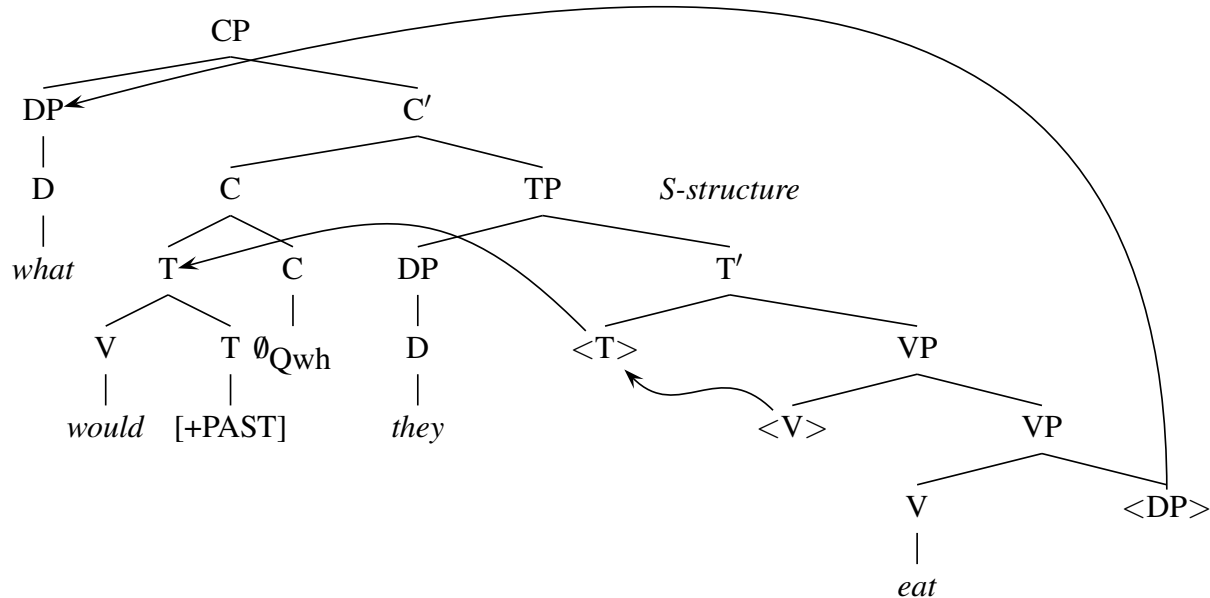 CP
DP C′
D C TP S-structure
what T C DP T′
V T ∅Qwh D <T> VP
would [+PAST] they <V> VP
V <DP>
eat